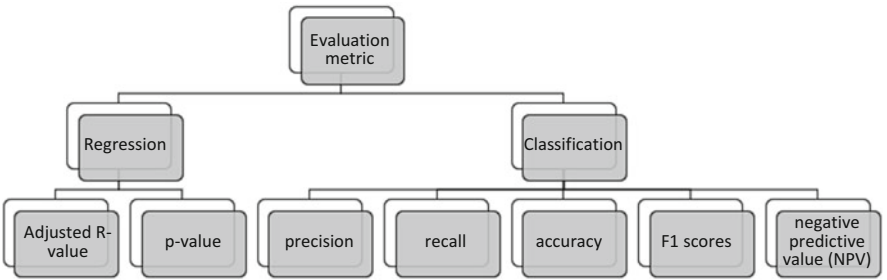 Evaluation
metric
Regression
Classification
Adjusted R-
value
p-value
precision
recall
accuracy
F1 scores
negative
predictive
value (NPV)